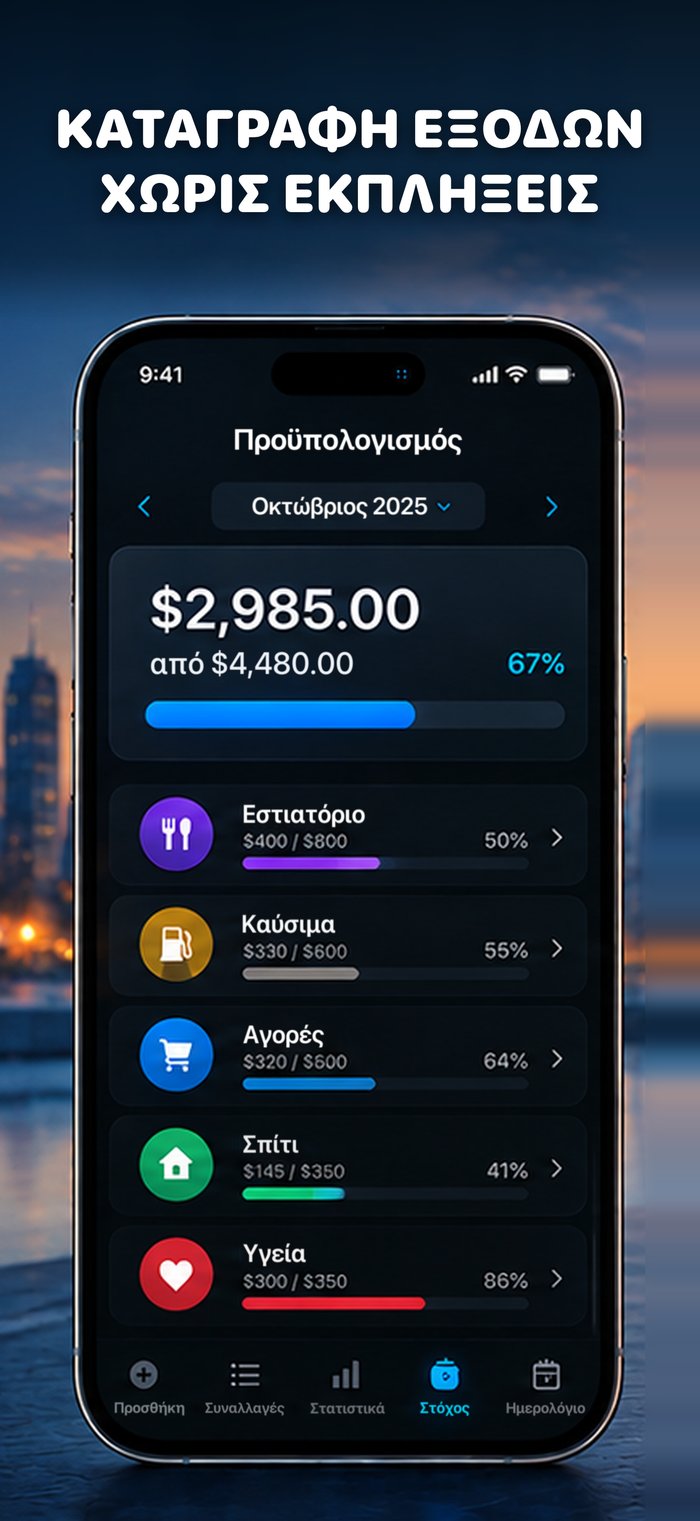 ΚΑΤΑΓΡΑΦΗ ΕΞΟΔΩΝ
ΧΩΡΙΣ ΕΚΠΛΗΞΕΙΣ
9:41
Προϋπολογισμός
Οκτώβριος 2025
$2,985.00
από $4,480.00
67%
Εστιατόριο
$400 / $800
50%
Καύσιμα
$330 / $600
55%
Αγορές
$320 / $600
64%
Σπίτι
$145 / $350
41%
Υγεία
$300 / $350
86%
Προσθήκη
Συναλλαγές
Στατιστικά
Στόχος
Ημερολόγιο